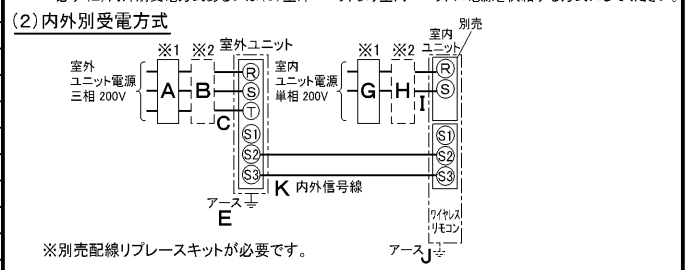 (2)内外別受電方式
別売
※1 ※2 室外ユニット
※1 ※2 室内
ユニット
室外
ユニット電源
三相 200V
A B
R
S
T
S1
S2
S3
C
アース
E
室内
ユニット電源
単相 200V
G H I
R
S
S1
S2
S3
K 内外信号線
ワイヤレス
リモコン
アース J
※別売配線リプレースキットが必要です。